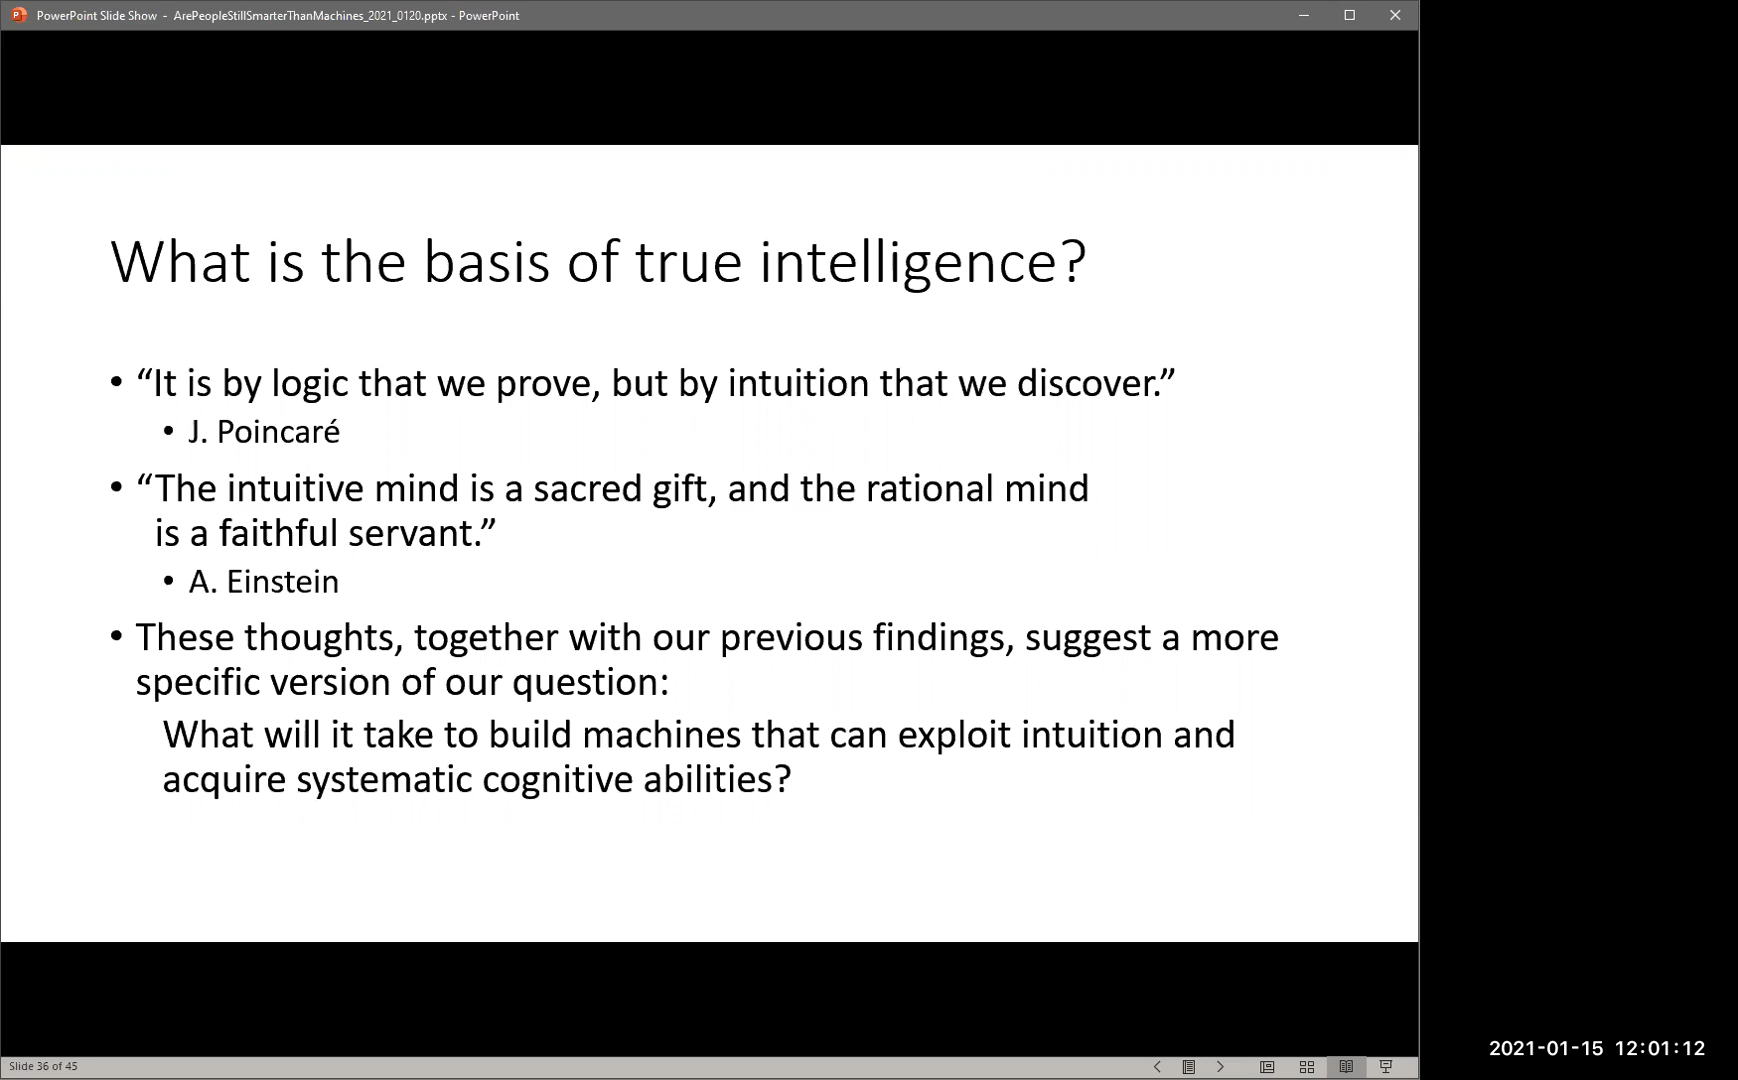 PowerPoint Slide Show - ArePeopleStillSmarterThanMachines_2021_0120.pptx - PowerPoint
What is the basis of true intelligence?
• “It is by logic that we prove, but by intuition that we discover.”
• J. Poincaré
• “The intuitive mind is a sacred gift, and the rational mind
is a faithful servant.”
• A. Einstein
• These thoughts, together with our previous findings, suggest a more
specific version of our question:
What will it take to build machines that can exploit intuition and
acquire systematic cognitive abilities?
Slide 36 of 45
2021-01-15 12:01:12